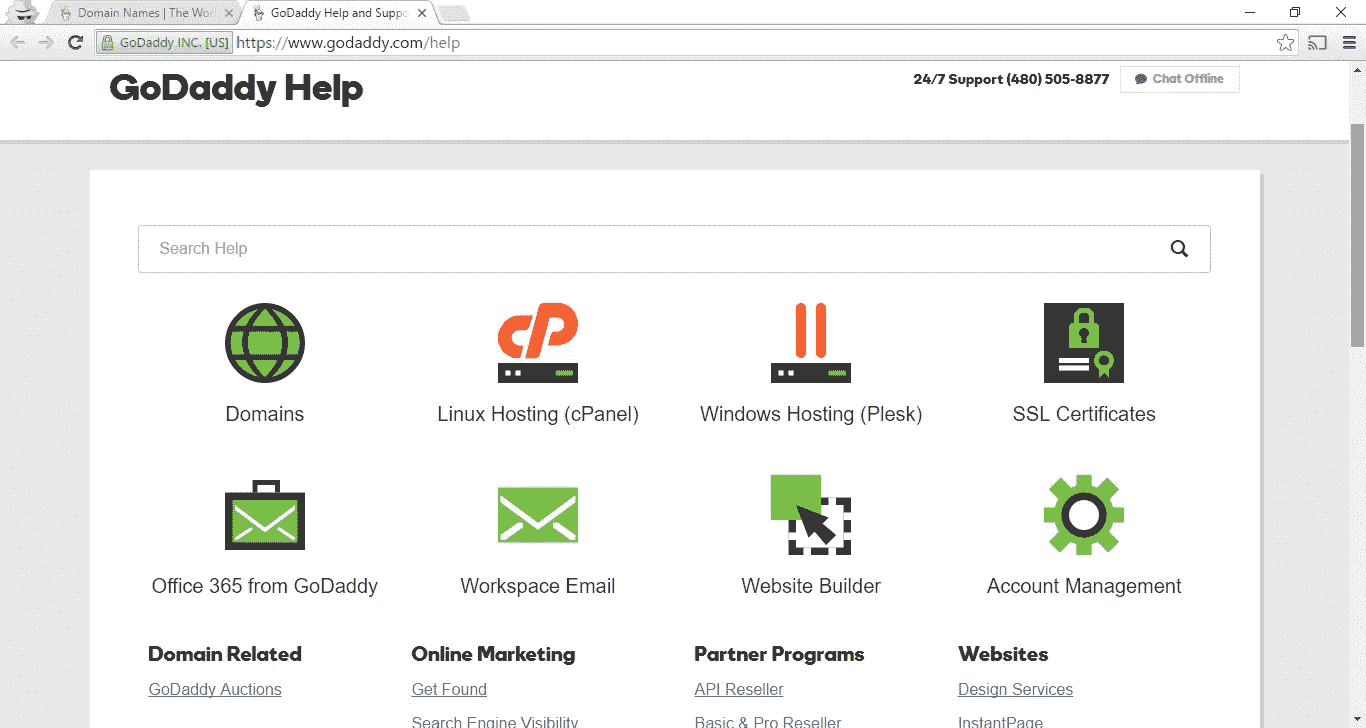 Domain Names | The Wor
GoDaddy Help and Suppo
GoDaddy INC. [US] https://www.godaddy.com/help
GoDaddy Help
24/7 Support (480) 505-8877 Chat Offline
Search Help
Domains Linux Hosting (cPanel) Windows Hosting (Plesk) SSL Certificates
Office 365 from GoDaddy Workspace Email Website Builder Account Management
Domain Related Online Marketing Partner Programs Websites
GoDaddy Auctions Get Found API Reseller Design Services
Search Engine Visibility Basic & Pro Reseller InstantPage